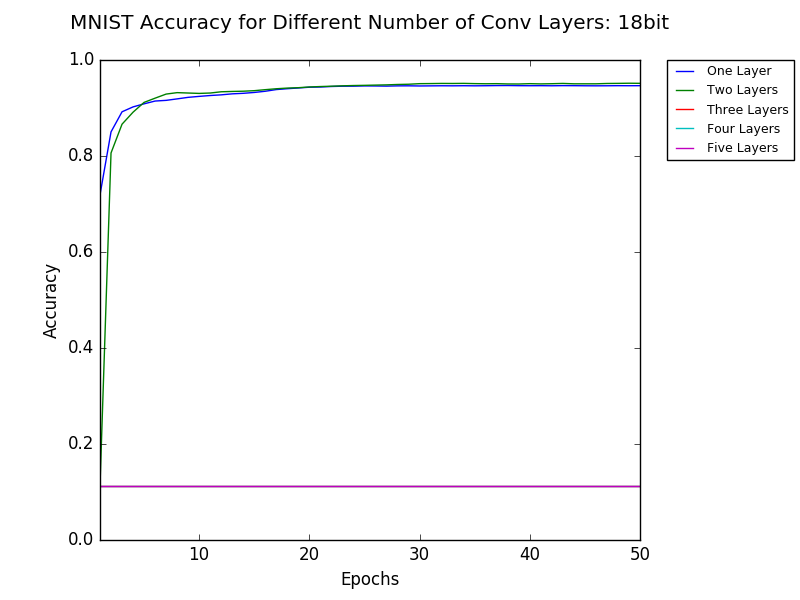 MNIST Accuracy for Different Number of Conv Layers: 18bit
1.0
0.8
0.6
0.4
0.2
0.0
Accuracy
10 20 30 40 50
Epochs
One Layer
Two Layers
Three Layers
Four Layers
Five Layers